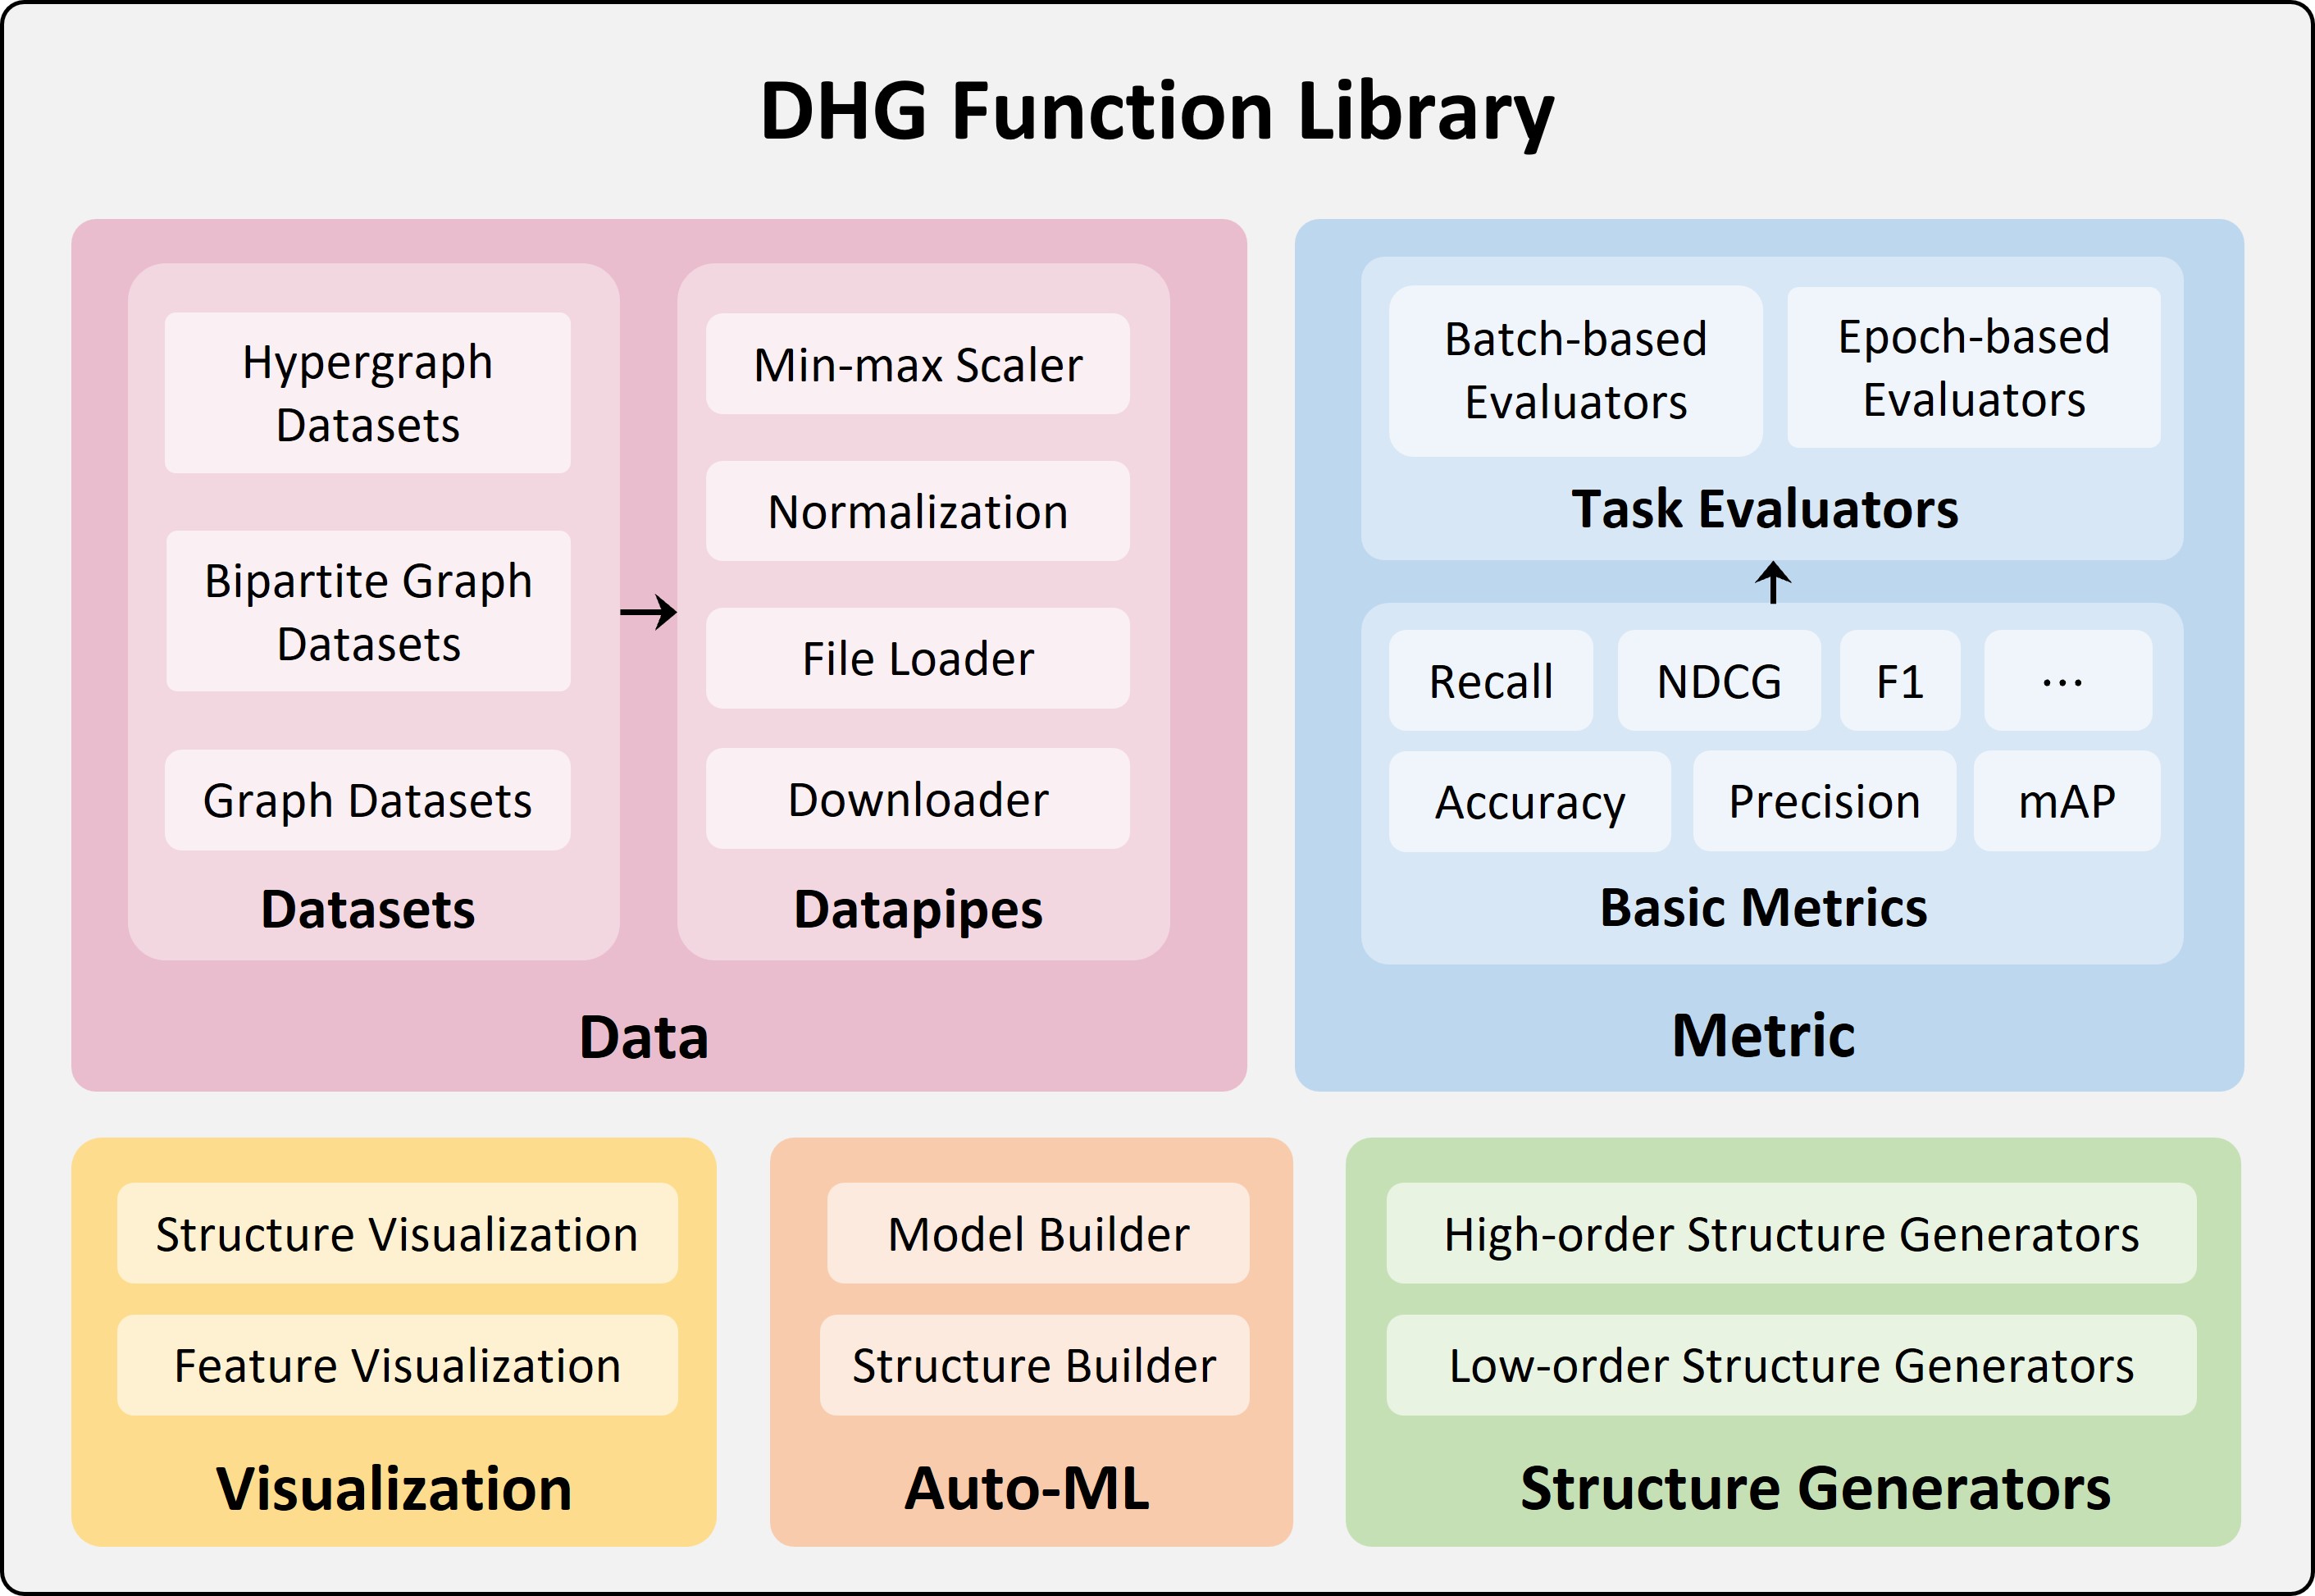 DHG Function Library
Hypergraph
Datasets
Bipartite Graph
Datasets
Graph Datasets
Datasets
Min-max Scaler
Normalization
File Loader
Downloader
Datapipes
Data
Batch-based
Evaluators
Epoch-based
Evaluators
Task Evaluators
Recall
NDCG
F1
...
Accuracy
Precision
mAP
Basic Metrics
Metric
Structure Visualization
Feature Visualization
Visualization
Model Builder
Structure Builder
Auto-ML
High-order Structure Generators
Low-order Structure Generators
Structure Generators